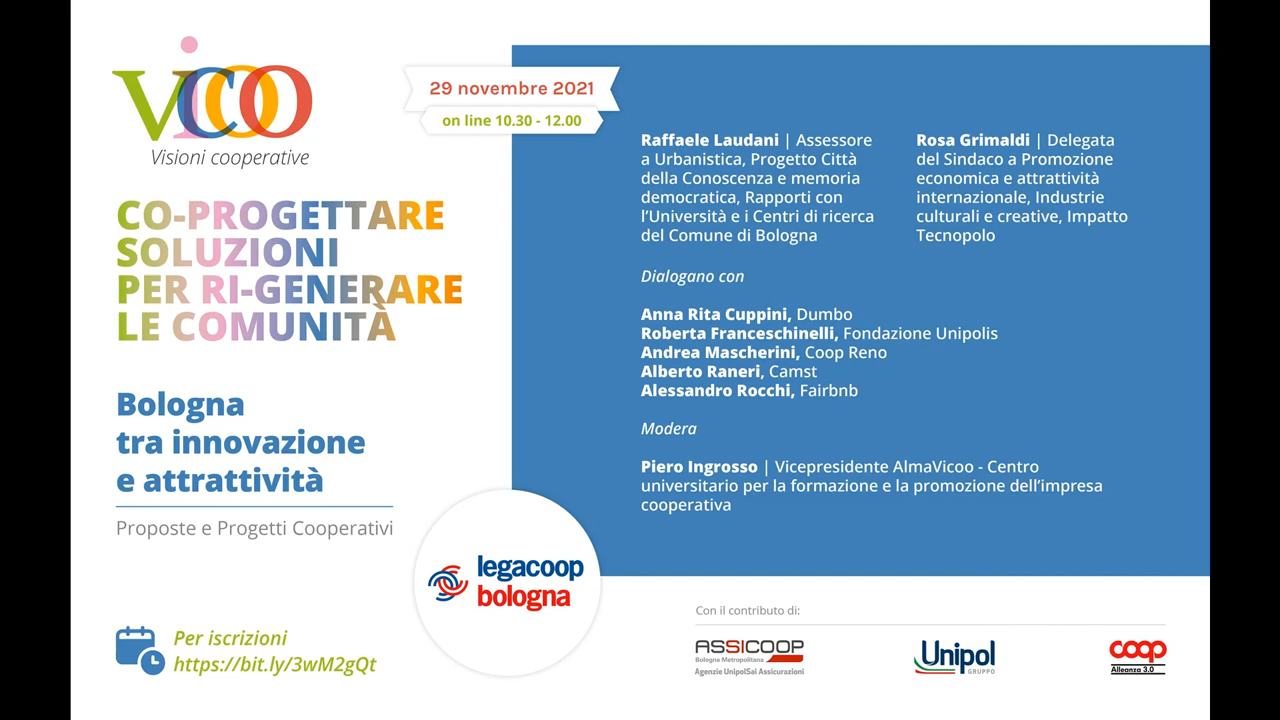 vicoo
Visioni cooperative
CO-PROGETTARE
SOLUZIONI
PER RI-GENERARE
LE COMUNITÀ
Bologna
tra innovazione
e attrattività
Proposte e Progetti Cooperativi
Per iscrizioni
https://bit.ly/3wM2gQt
29 novembre 2021
on line 10.30 - 12.00
legacoop
bologna
Raffaele Laudani | Assessore
a Urbanistica, Progetto Città
della Conoscenza e memoria
democratica, Rapporti con
l’Università e i Centri di ricerca
del Comune di Bologna
Rosa Grimaldi | Delegata
del Sindaco a Promozione
economica e attrattività
internazionale, Industrie
culturali e creative, Impatto
Tecnopolo
Dialogano con
Anna Rita Cuppini, Dumbo
Roberta Franceschinelli, Fondazione Unipolis
Andrea Mascherini, Coop Reno
Alberto Raneri, Camst
Alessandro Rocchi, Fairbnb
Modera
Piero Ingrosso | Vicepresidente AlmaVicoo - Centro
universitario per la formazione e la promozione dell’impresa
cooperativa
Con il contributo di:
ASSICOOP
Bologna Metropolitana
Agenzie UnipolSai Assicurazioni
Unipol
GRUPPO
coop
Alleanza 3.0